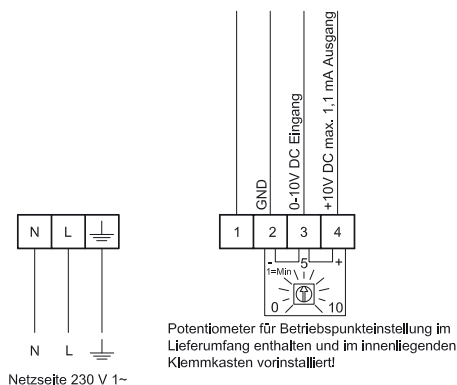 GND
0-10V DC Eingang
+10V DC max. 1,1 mA Ausgang
N L
1 2 3 4
- 5 +
1=Min
0 10
N L
Netzseite 230 V 1~
Potentiometer für Betriebspunkteinstellung im
Lieferumfang enthalten und im innenliegenden
Klemmkasten vorinstalliert!